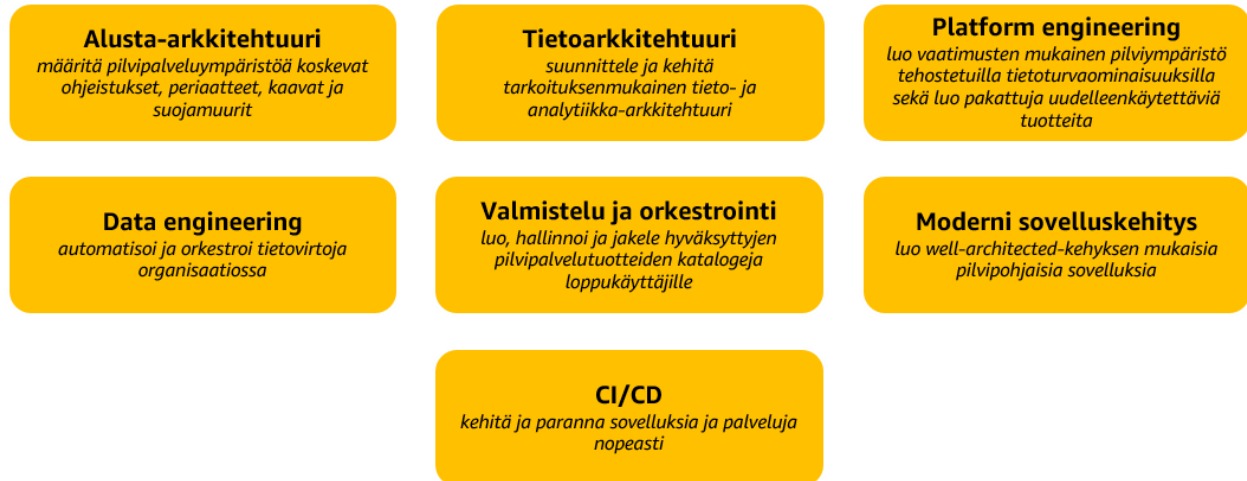 Alusta-arkkitehtuuri
määritä pilvipalveluympäristöä koskevat
ohjeistukset, periaatteet, kaavat ja
suojamuurit
Tietoarkkitehtuuri
suunnittele ja kehitä
tarkoituksenmukainen tieto- ja
analytiikka-arkkitehtuuri
Platform engineering
luo vaatimusten mukainen pilviympäristö
tehostetuilla tietoturvaominaisuuksilla
sekä luo pakattuja uudelleenkäytettäviä
tuotteita
Data engineering
automatisoi ja orkestroi tietovirtoja
organisaatiossa
Valmistelu ja orkestrointi
luo, hallinnoi ja jakele hyväksyttyjen
pilvipalvelutuotteiden katalogeja
loppukäyttäjille
Moderni sovelluskehitys
luo well-architected-kehyksen mukaisia
pilvipohjaisia sovelluksia
CI/CD
kehitä ja paranna sovelluksia ja palveluja
nopeasti